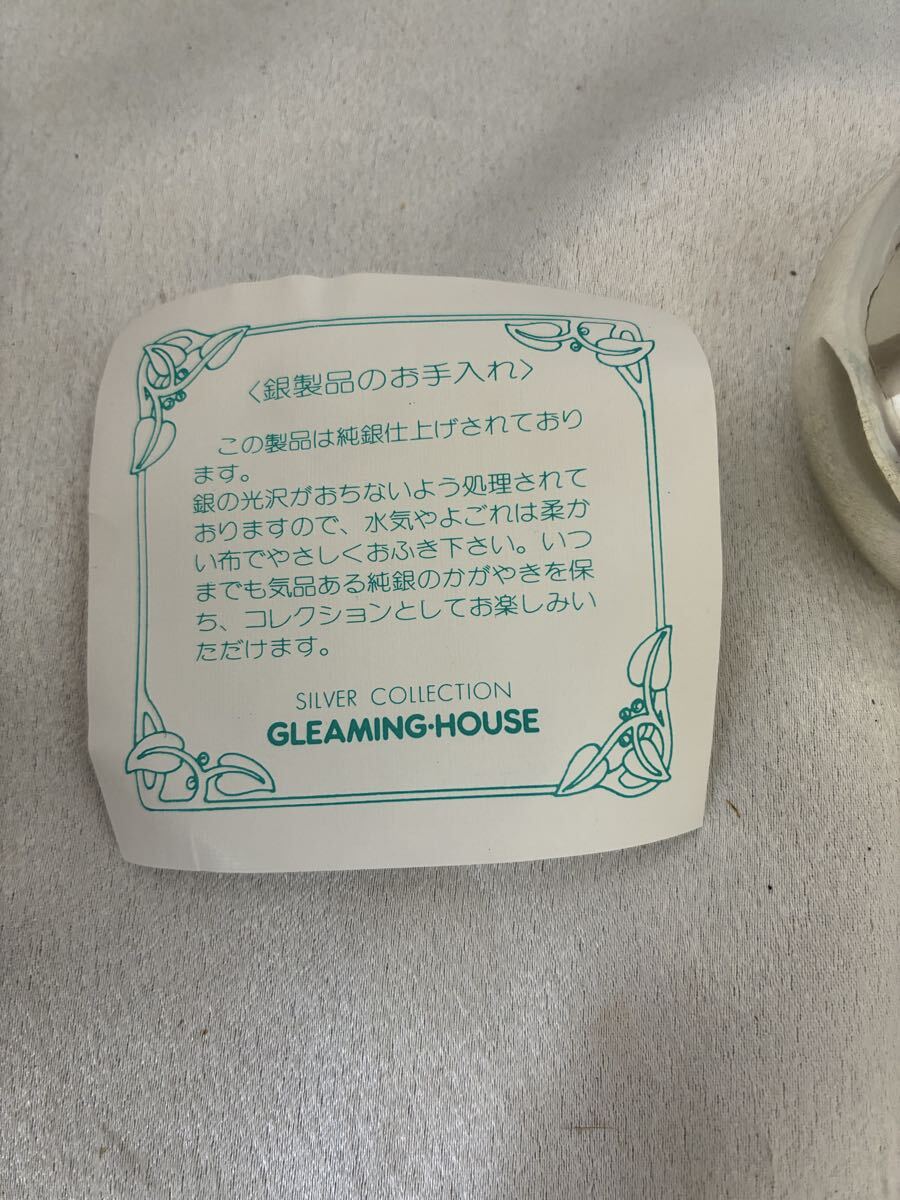 〈銀製品のお手入れ〉
この製品は純銀仕上げされており
ます。
銀の光沢がおちないよう処理されて
おりますので、水気やよごれは柔か
い布でやさしくおふき下さい。いつ
までも気品ある純銀のかがやきを保
ち、コレクションとしてお楽しみい
ただけます。
SILVER COLLECTION
GLEAMING·HOUSE